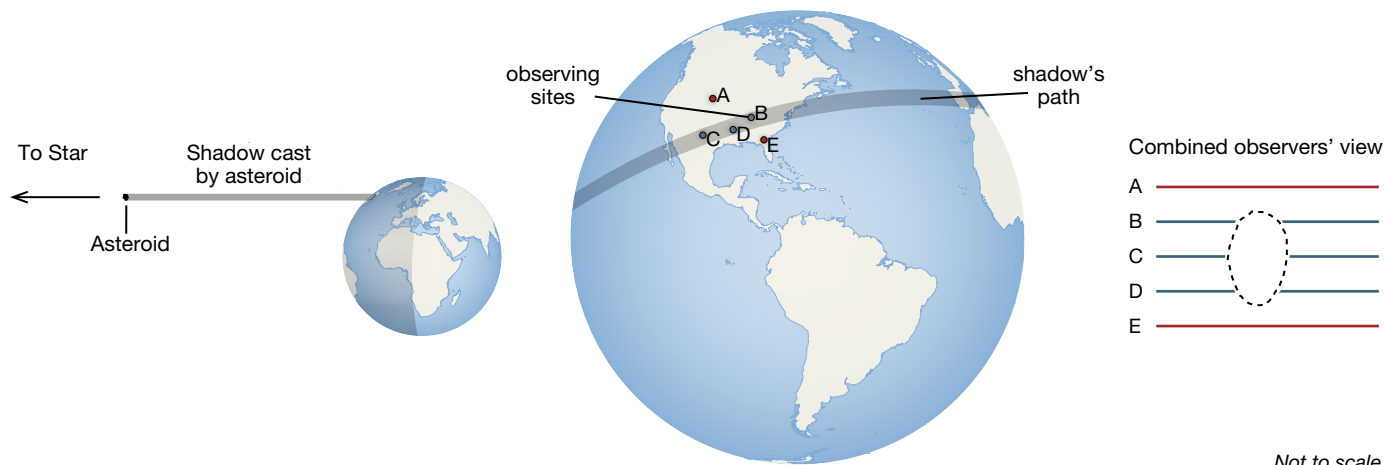 To Star
Shadow cast
by asteroid
Asteroid
observing
sites
A
B
C
D
E
shadow's
path
Combined observers' view
A
B
C
D
E
Not to scale